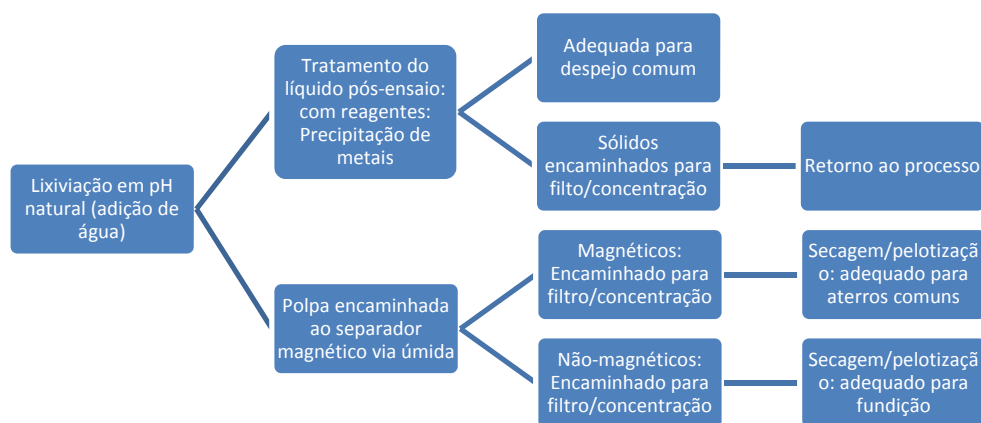 Lixiviação em pH
natural (adição de
água)
Tratamento do
líquido pós-ensaio:
com reagentes:
Precipitação de
metais
Adequada para
despejo comum
Sólidos
encaminhados para
filto/concentração
Retorno ao processo
Polpa encaminhada
ao separador
magnético via úmida
Magnéticos:
Encaminhado para
filtro/concentração
Secagem/pelotizaçã
o: adequado para
aterros comuns
Não-magnéticos:
Encaminhado para
filtro/concentração
Secagem/pelotizaçã
o: adequado para
fundição